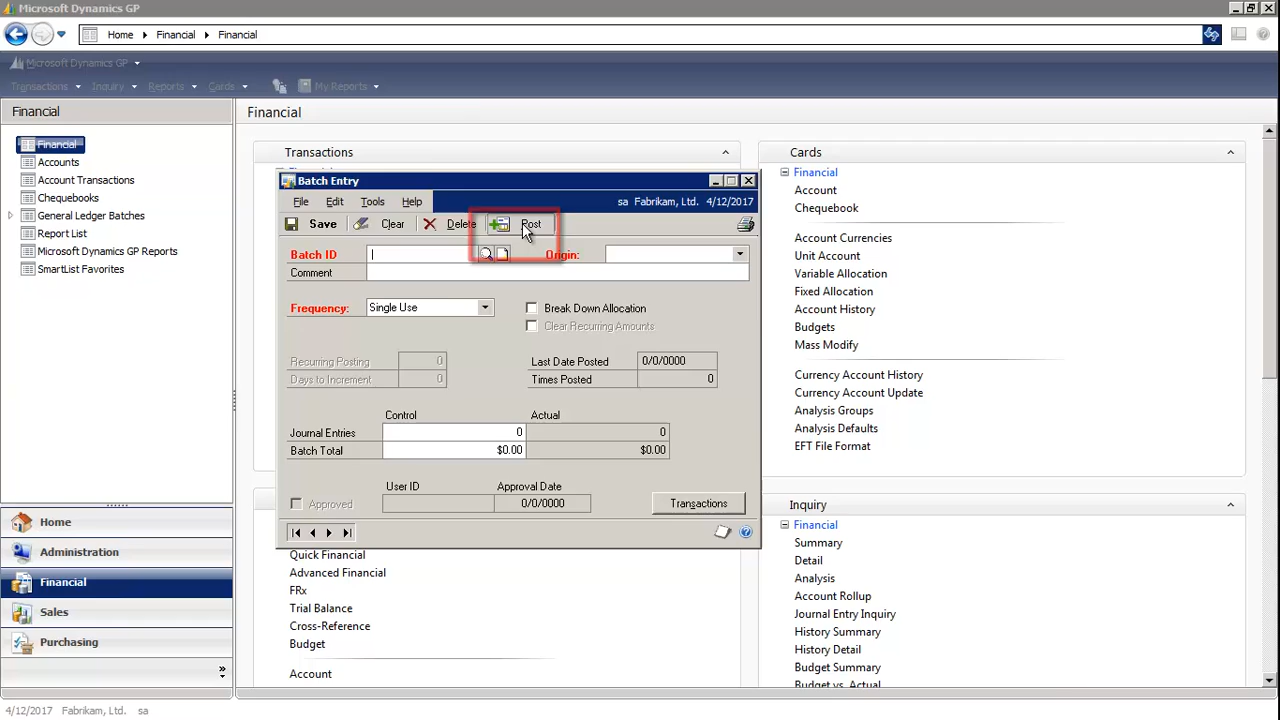 Microsoft Dynamics GP
Home Financial Financial
Microsoft Dynamics GP
Transactions Inquiry Reports Cards My Reports
Financial
Financial
Accounts
Account Transactions
Chequebooks
General Ledger Batches
Report List
Microsoft Dynamics GP Reports
SmartList Favorites
Home
Administration
Financial
Sales
Purchasing
Financial
Transactions
Batch Entry
File Edit Tools Help
sa Fabrikam, Ltd. 4/12/2017
Save Clear Delete Post
Batch ID Origin:
Comment
Frequency: Single Use Break Down Allocation
Clear Recurring Amounts
Recurring Posting 0 Last Date Posted 0/0/0000
Days to Increment 0 Times Posted 0
Control Actual
Journal Entries 0 0
Batch Total $0.00 $0.00
User ID Approval Date
Approved 0/0/0000 Transactions
Quick Financial
Advanced Financial
FRx
Trial Balance
Cross-Reference
Budget
Account
Cards
Financial
Account
Chequebook
Account Currencies
Unit Account
Variable Allocation
Fixed Allocation
Account History
Budgets
Mass Modify
Currency Account History
Currency Account Update
Analysis Groups
Analysis Defaults
EFT File Format
Inquiry
Financial
Summary
Detail
Analysis
Account Rollup
Journal Entry Inquiry
History Summary
History Detail
Budget Summary
Budget vs. Actual
4/12/2017 Fabrikam, Ltd. sa